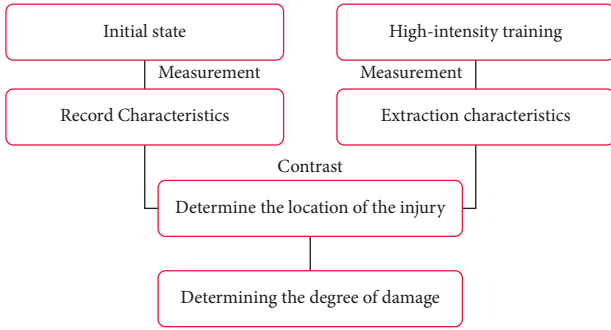 Initial state
High-intensity training
Measurement
Measurement
Record Characteristics
Extraction characteristics
Contrast
Determine the location of the injury
Determining the degree of damage